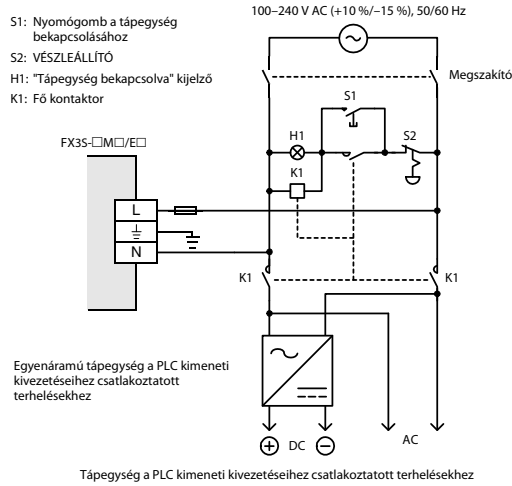 100–240 V AC (+10 %/–15 %), 50/60 Hz
S1: Nyomógomb a tápegység
bekapcsolásához
S2: VÉSZLEÁLLÍTÓ
H1: "Tápegység bekapcsolva" kijelző
K1: Fő kontaktor
Megszakító
S1
H1
S2
K1
FX3S-□M□/E□
L
N
K1
K1
Egyenáramú tápegység a PLC kimeneti
kivezetéseihez csatlakoztatott
terhelésekhez
DC
AC
Tápegység a PLC kimeneti kivezetéseihez csatlakoztatott terhelésekhez